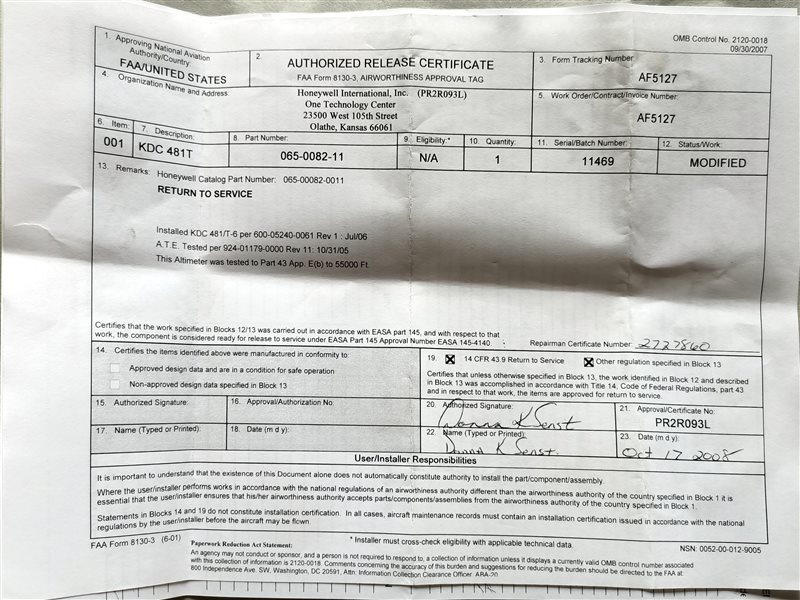 OMB Control No. 2120-0018
09/30/2007
1. Approving National Aviation
Authority/Country:
FAA/UNITED STATES
2.
AUTHORIZED RELEASE CERTIFICATE
FAA Form 8130-3, AIRWORTHINESS APPROVAL TAG
3. Form Tracking Number
AF5127
4. Organization Name and Address:
Honeywell International, Inc. (PR2R093L)
One Technology Center
23500 West 105th Street
Olathe, Kansas 66061
5. Work Order/Contract/Invoice Number:
AF5127
6. Item:
001
7. Description:
KDC 481T
8. Part Number:
065-0082-11
9. Eligibility:*
N/A
10. Quantity:
1
11. Serial/Batch Number:
11469
12. Status/Work:
MODIFIED
13. Remarks: Honeywell Catalog Part Number: 065-00082-0011
RETURN TO SERVICE
Installed KDC 481/T-6 per 600-05240-0061 Rev 1 : Jul/06
A.T.E. Tested per 924-01179-0000 Rev 11: 10/31/05
This Altimeter was tested to Part 43 App. E(b) to 55000 Ft.
Certifies that the work specified in Blocks 12/13 was carried out in accordance with EASA part 145, and with respect to that
work, the component is considered ready for release to service under EASA Part 145 Approval Number EASA 145-4140.
Repairman Certificate Number: 2727860
14. Certifies the items identified above were manufactured in conformity to:
Approved design data and are in a condition for safe operation
Non-approved design data specified in Block 13
19. 14 CFR 43.9 Return to Service Other regulation specified in Block 13
Certifies that unless otherwise specified in Block 13, the work identified in Block 12 and described
in Block 13 was accomplished in accordance with Title 14, Code of Federal Regulations, part 43
and in respect to that work, the items are approved for return to service.
15. Authorized Signature:
16. Approval/Authorization No:
20. Authorized Signature:
Donna K Senst
21. Approval/Certificate No:
PR2R093L
17. Name (Typed or Printed):
18. Date (m d y):
22. Name (Typed or Printed):
Donna K Senst
23. Date (m d y):
Oct 17 2008
User/Installer Responsibilities
It is important to understand that the existence of this Document alone does not automatically constitute authority to install the part/component/assembly.
Where the user/installer performs works in accordance with the national regulations of an airworthiness authority different than the airworthiness authority of the country specified in Block 1 it is
essential that the user/installer ensures that his/her airworthiness authority accepts parts/components/assemblies from the airworthiness authority of the country specified in Block 1.
Statements in Blocks 14 and 19 do not constitute installation certification. In all cases, aircraft maintenance records must contain an installation certification issued in accordance with the national
regulations by the user/installer before the aircraft may be flown.
FAA Form 8130-3 (6-01)
* Installer must cross-check eligibility with applicable technical data.
NSN: 0052-00-012-9005
Paperwork Reduction Act Statement:
An agency may not conduct or sponsor, and a person is not required to respond to, a collection of information unless it displays a currently valid OMB control number associated
with this collection of information is 2120-0018. Comments concerning the accuracy of this burden and suggestions for reducing the burden should be directed to the FAA at:
800 Independence Ave. SW, Washington, DC 20591, Attn: Information Collection Clearance Officer, ABA-20